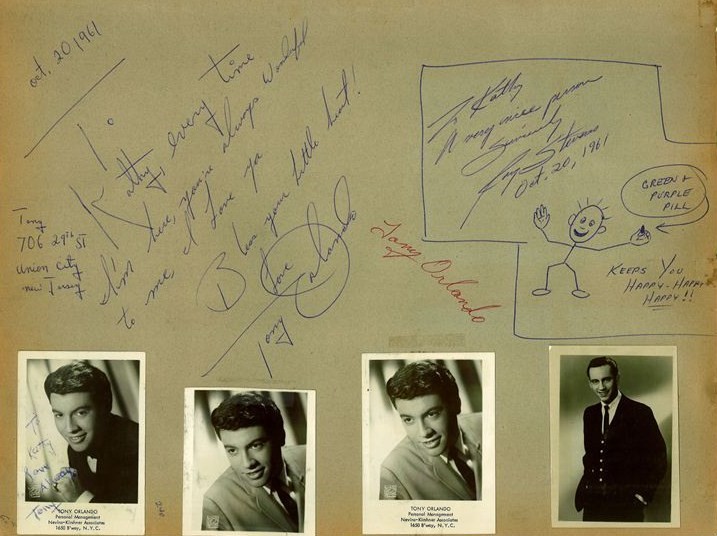 Oct. 20 1961
To
Kathy, every time
I'm here, you're always wonderful
to me, I Love ya
Bless your little heart!
Love
Tony Orlando
Tony
706 29th ST
Union City
New Jersey
To Kathy
A very nice person
Sincerely
Ray Stevens
Oct. 20, 1961
GREEN &
PURPLE
PILL
KEEPS YOU
HAPPY-HAPPY
HAPPY!!
Tony Orlando
To
Kathy
Love
Always
Tony
TONY ORLANDO
Personal Management
Nevins-Kirshner Associates
1650 B'way, N.Y.C.
TONY ORLANDO
Personal Management
Nevins-Kirshner Associates
1650 B'way, N.Y.C.